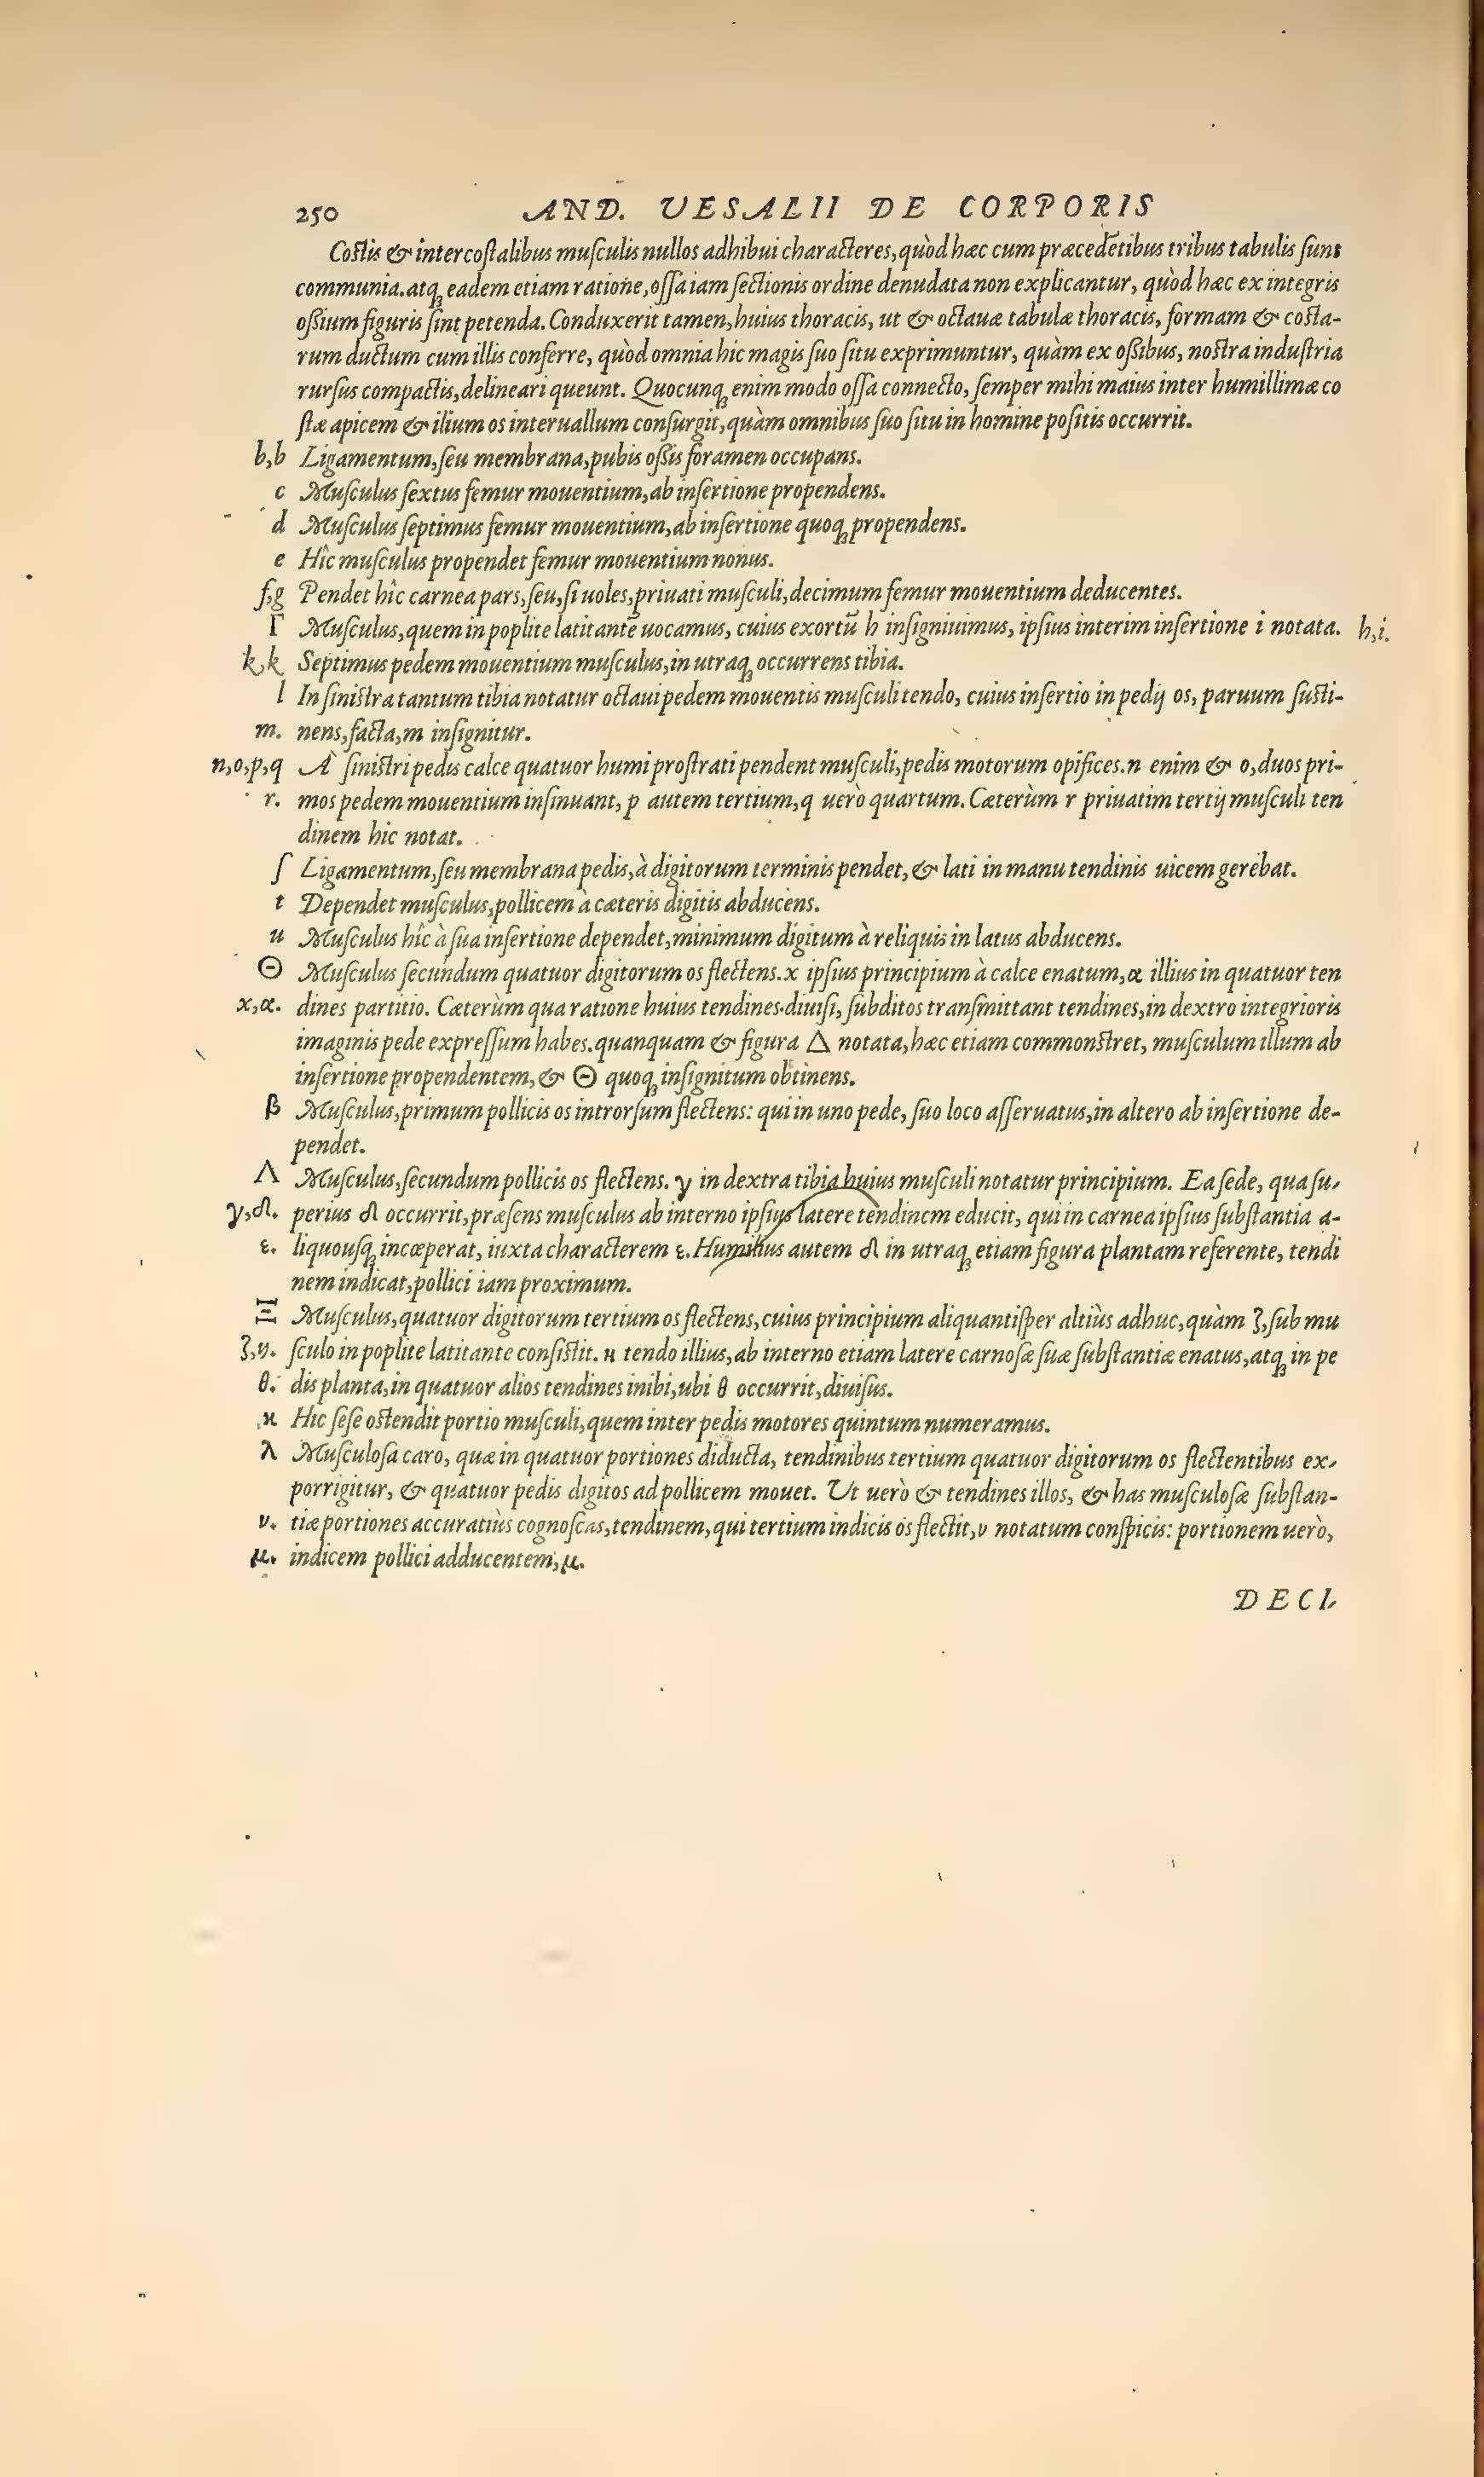 250 AND. UESALII DE CORPORIS
Coſtis & intercoſtalibus muſculis nullos adhibui characteres, quòd hæc cum præcedẽtibus tribus tabulis ſunt
communia. atq; eadem etiam ratione, oſſa iam ſectionis ordine denudata non explicantur, quòd hæc ex integris
oßium figuris ſint petenda. Conduxerit tamen, huius thoracis, ut & octauæ tabulæ thoracis, formam & coſta-
rum ductum cum illis conferre, quòd omnia hic magis ſuo ſitu exprimuntur, quàm ex oßibus, noſtra induſtria
rurſus compactis, delineari queunt. Quocunq; enim modo oſſa connecto, ſemper mihi maius inter humillimæ co
ſtæ apicem & ilium os interuallum conſurgit, quàm omnibus ſuo ſitu in homine poſitis occurrit.
b,b Ligamentum, ſeu membrana, pubis oßis foramen occupans.
c Muſculus ſextus femur mouentium, ab inſertione propendens.
d Muſculus ſeptimus femur mouentium, ab inſertione quoq; propendens.
e Hîc muſculus propendet femur mouentium nonus.
f,g Pendet hîc carnea pars, ſeu, ſi uoles, priuati muſculi, decimum femur mouentium deducentes.
Γ Muſculus, quem in poplite latitantẽ uocamus, cuius exortũ h inſigniuimus, ipſius interim inſertione i notata. h,i.
k,k Septimus pedem mouentium muſculus, in utraq; occurrens tibia.
l In ſiniſtra tantum tibia notatur octaui pedem mouentis muſculi tendo, cuius inſertio in pedij os, paruum ſuſti-
m. nens, facta, m inſignitur.
n,o,p,q À ſiniſtri pedis calce quatuor humi proſtrati pendent muſculi, pedis motorum opifices. n enim & o, duos pri-
r. mos pedem mouentium inſinuant, p autem tertium, q uerò quartum. Cæterùm r priuatim tertij muſculi ten
dinem hic notat.
ſ Ligamentum, ſeu membrana pedis, à digitorum terminis pendet, & lati in manu tendinis uicem gerebat.
t Dependet muſculus, pollicem à cæteris digitis abducens.
u Muſculus hîc à ſua inſertione dependet, minimum digitum à reliquis in latus abducens.
Θ Muſculus ſecundum quatuor digitorum os flectens. x ipſius principium à calce enatum, α illius in quatuor ten
x,α. dines partitio. Cæterùm qua ratione huius tendines diuiſi, ſubditos tranſmittant tendines, in dextro integrioris
imaginis pede expreſſum habes. quanquam & figura Δ notata, hæc etiam commonſtret, muſculum illum ab
inſertione propendentem, & Θ quoq; inſignitum obtinens.
β Muſculus, primum pollicis os introrſum flectens: qui in uno pede, ſuo loco aſſeruatus, in altero ab inſertione de-
pendet.
Λ Muſculus, ſecundum pollicis os flectens. γ in dextra tibia huius muſculi notatur principium. Ea ſede, qua ſu-
γ,δ. perius δ occurrit, præſens muſculus ab interno ipſius latere tendinem educit, qui in carnea ipſius ſubſtantia a-
ε. liquouſq; incœperat, iuxta characterem ε. Humilius autem δ in utraq; etiam figura plantam referente, tendi
nem indicat, pollici iam proximum.
Ξ Muſculus, quatuor digitorum tertium os flectens, cuius principium aliquantiſper altiùs adhuc, quàm ζ, ſub mu
ζ,η. ſculo in poplite latitante conſiſtit. η tendo illius, ab interno etiam latere carnoſæ ſuæ ſubſtantiæ enatus, atq; in pe
θ. dis planta, in quatuor alios tendines inibi, ubi θ occurrit, diuiſus.
κ Hic ſeſe oſtendit portio muſculi, quem inter pedis motores quintum numeramus.
λ Muſculoſa caro, quæ in quatuor portiones diducta, tendinibus tertium quatuor digitorum os flectentibus ex-
porrigitur, & quatuor pedis digitos ad pollicem mouet. Ut uerò & tendines illos, & has muſculoſæ ſubſtan-
ν. tiæ portiones accuratiùs cognoſcas, tendinem, qui tertium indicis os flectit, ν notatum conſpicis: portionem uerò,
μ. indicem pollici adducentem, μ.
DECI-